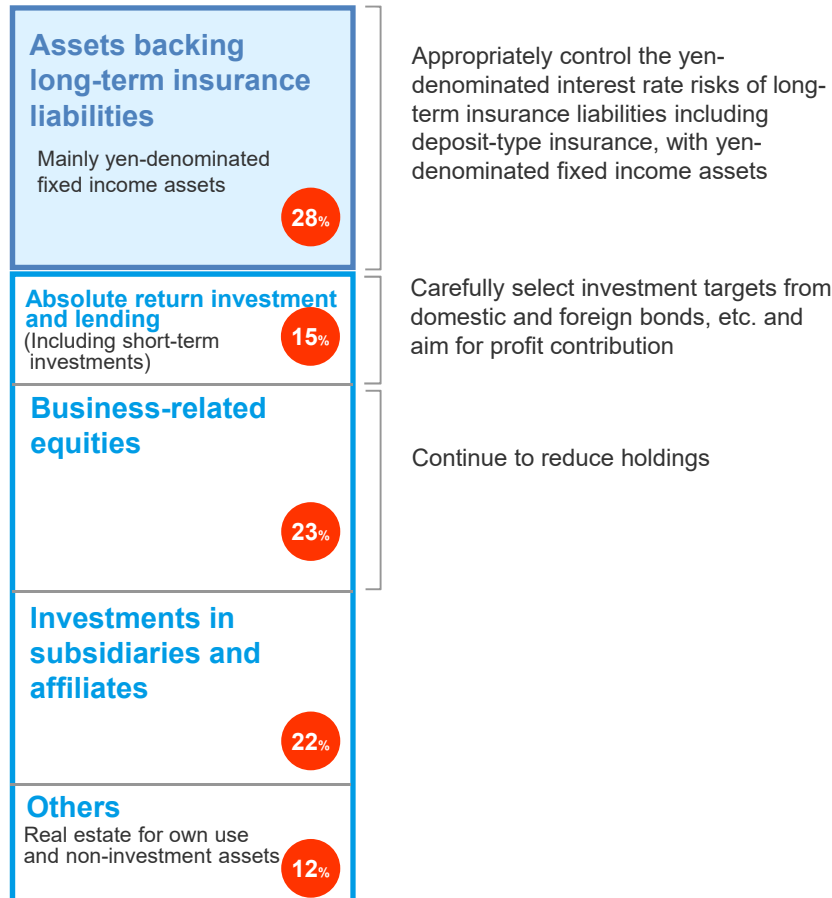 Assets backing
long-term insurance
liabilities
Mainly yen-denominated
fixed income assets
28%
Appropriately control the yen-
denominated interest rate risks of long-
term insurance liabilities including
deposit-type insurance, with yen-
denominated fixed income assets
Absolute return investment
and lending
(Including short-term
investments)
15%
Carefully select investment targets from
domestic and foreign bonds, etc. and
aim for profit contribution
Business-related
equities
23%
Continue to reduce holdings
Investments in
subsidiaries and
affiliates
22%
Others
Real estate for own use
and non-investment assets
12%